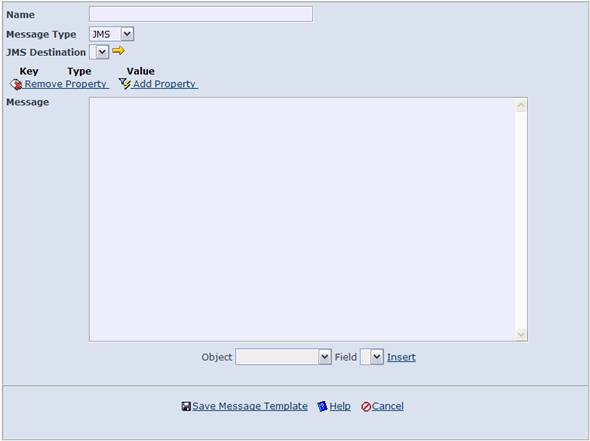 Name
Message Type JMS
JMS Destination
Key Type Value
Remove Property Add Property
Message
Object Field Insert
Save Message Template Help Cancel